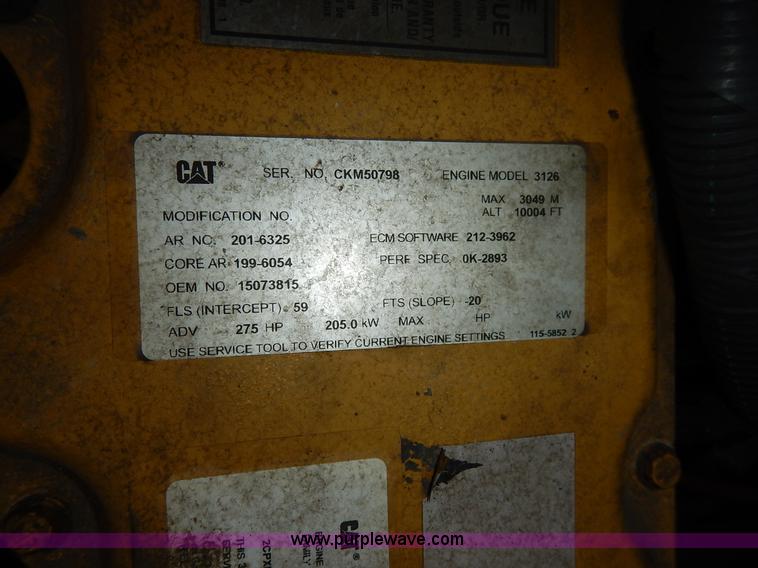 CAT® SER. NO. CKM50798 ENGINE MODEL 3126
MAX 3049 M
MODIFICATION NO. ALT 10004 FT
AR NO. 201-6325 ECM SOFTWARE 212-3962
CORE AR 199-6054 PERF SPEC. 0K-2893
OEM NO. 15073815
FLS (INTERCEPT) 59 FTS (SLOPE) -20
ADV 275 HP 205.0 kW MAX HP kW
USE SERVICE TOOL TO VERIFY CURRENT ENGINE SETTINGS 115-5852 2
CAT®
ENGINE
www.purplewave.com